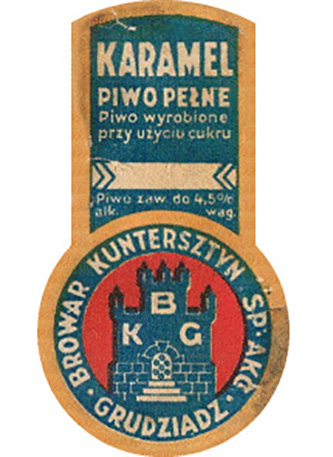 KARAMEL
PIWO PEŁNE
Piwo wyrobione
przy użyciu cukru
Piwo zaw. do 4,5%
alk. wag.
BROWAR KUNTERSZTYN SP. AKC.
GRUDZIĄDZ
B
K G